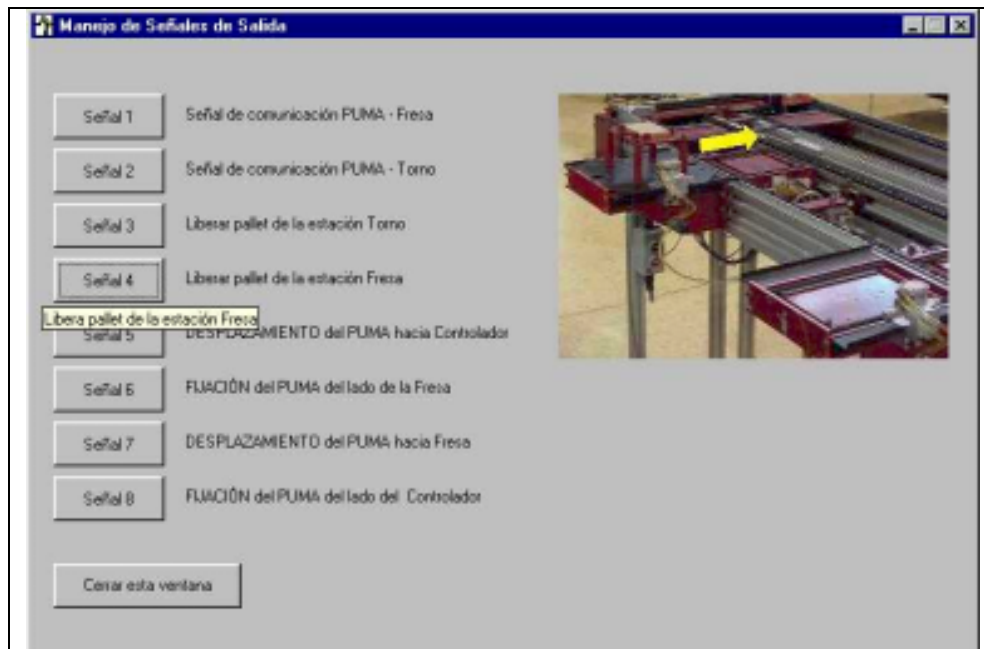 Manejo de Señales de Salida
Señal 1 Señal de comunicación PUMA - Fresa
Señal 2 Señal de comunicación PUMA - Torno
Señal 3 Liberar pallet de la estación Torno
Señal 4 Liberar pallet de la estación Fresa
Libera pallet de la estación Fresa
Señal 5 DESPLAZAMIENTO del PUMA hacia Controlador
Señal 6 FIJACIÓN del PUMA del lado de la Fresa
Señal 7 DESPLAZAMIENTO del PUMA hacia Fresa
Señal 8 FIJACIÓN del PUMA del lado del Controlador
Cerrar esta ventana